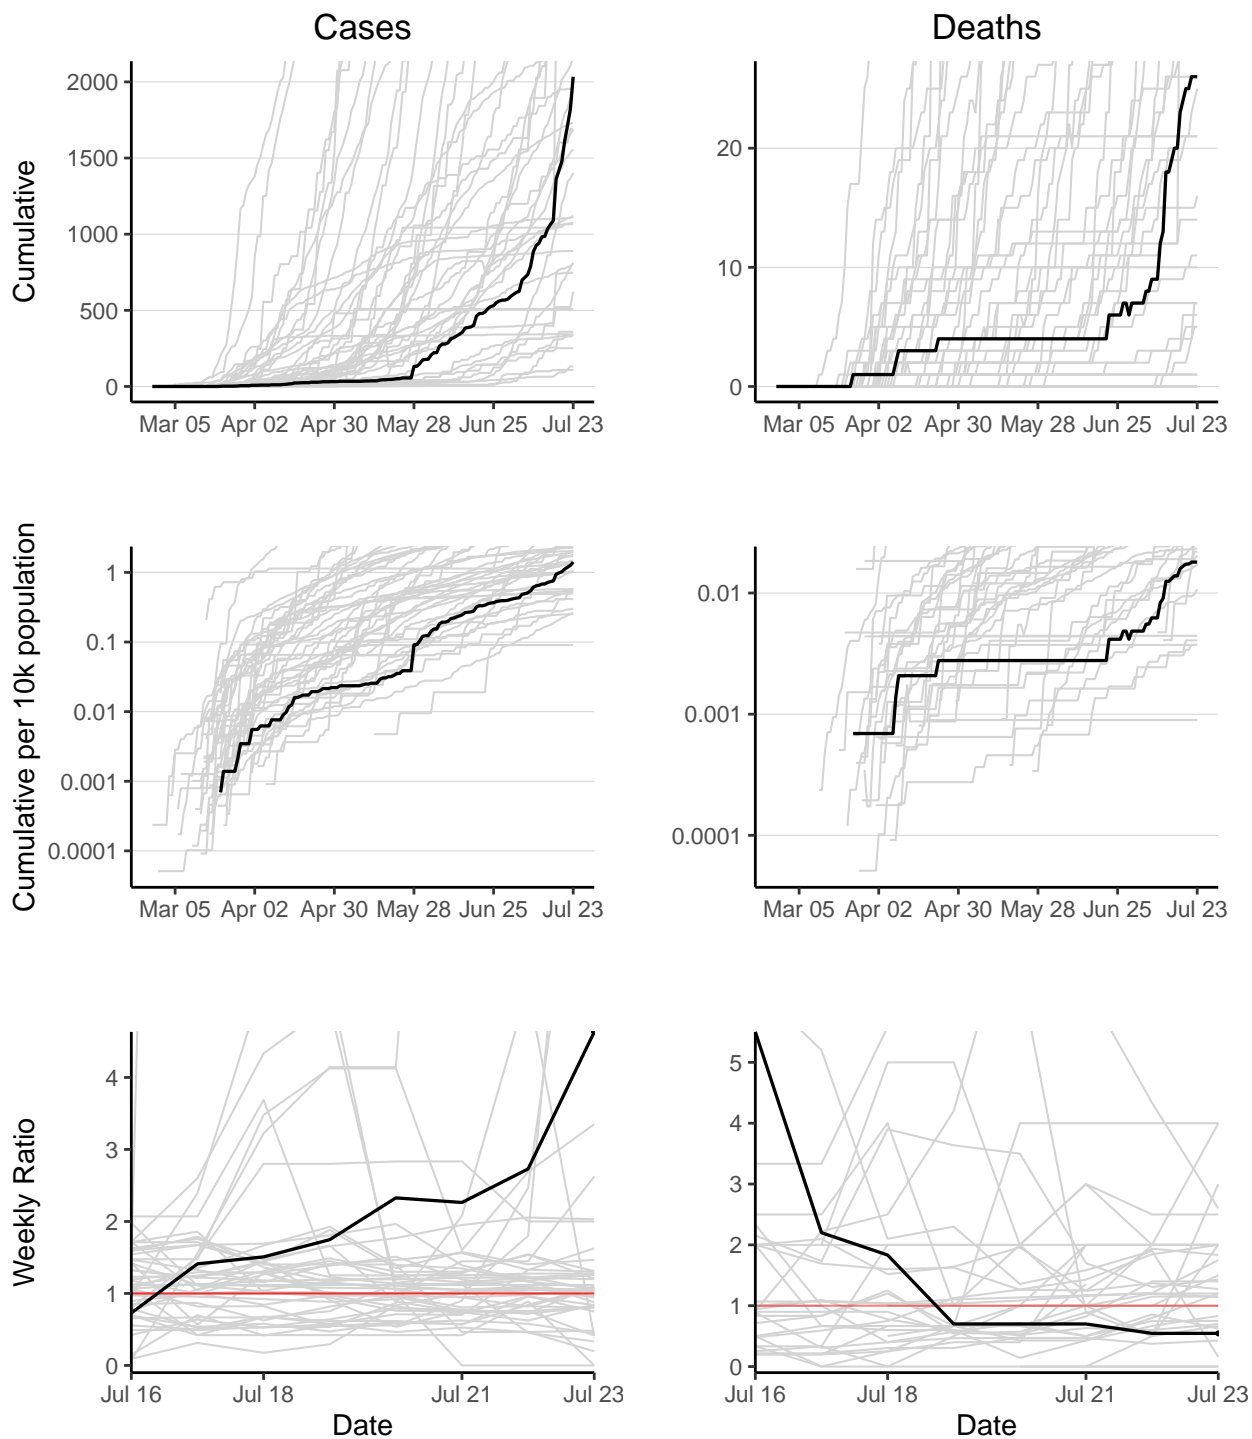 Cases
Deaths
Cumulative
2000
1500
1000
500
0
Mar 05 Apr 02 Apr 30 May 28 Jun 25 Jul 23
20
10
0
Mar 05 Apr 02 Apr 30 May 28 Jun 25 Jul 23
Cumulative per 10k population
1
0.1
0.01
0.001
0.0001
Mar 05 Apr 02 Apr 30 May 28 Jun 25 Jul 23
0.01
0.001
0.0001
Mar 05 Apr 02 Apr 30 May 28 Jun 25 Jul 23
Weekly Ratio
4
3
2
1
0
Jul 16 Jul 18 Jul 21 Jul 23
Date
5
4
3
2
1
0
Jul 16 Jul 18 Jul 21 Jul 23
Date